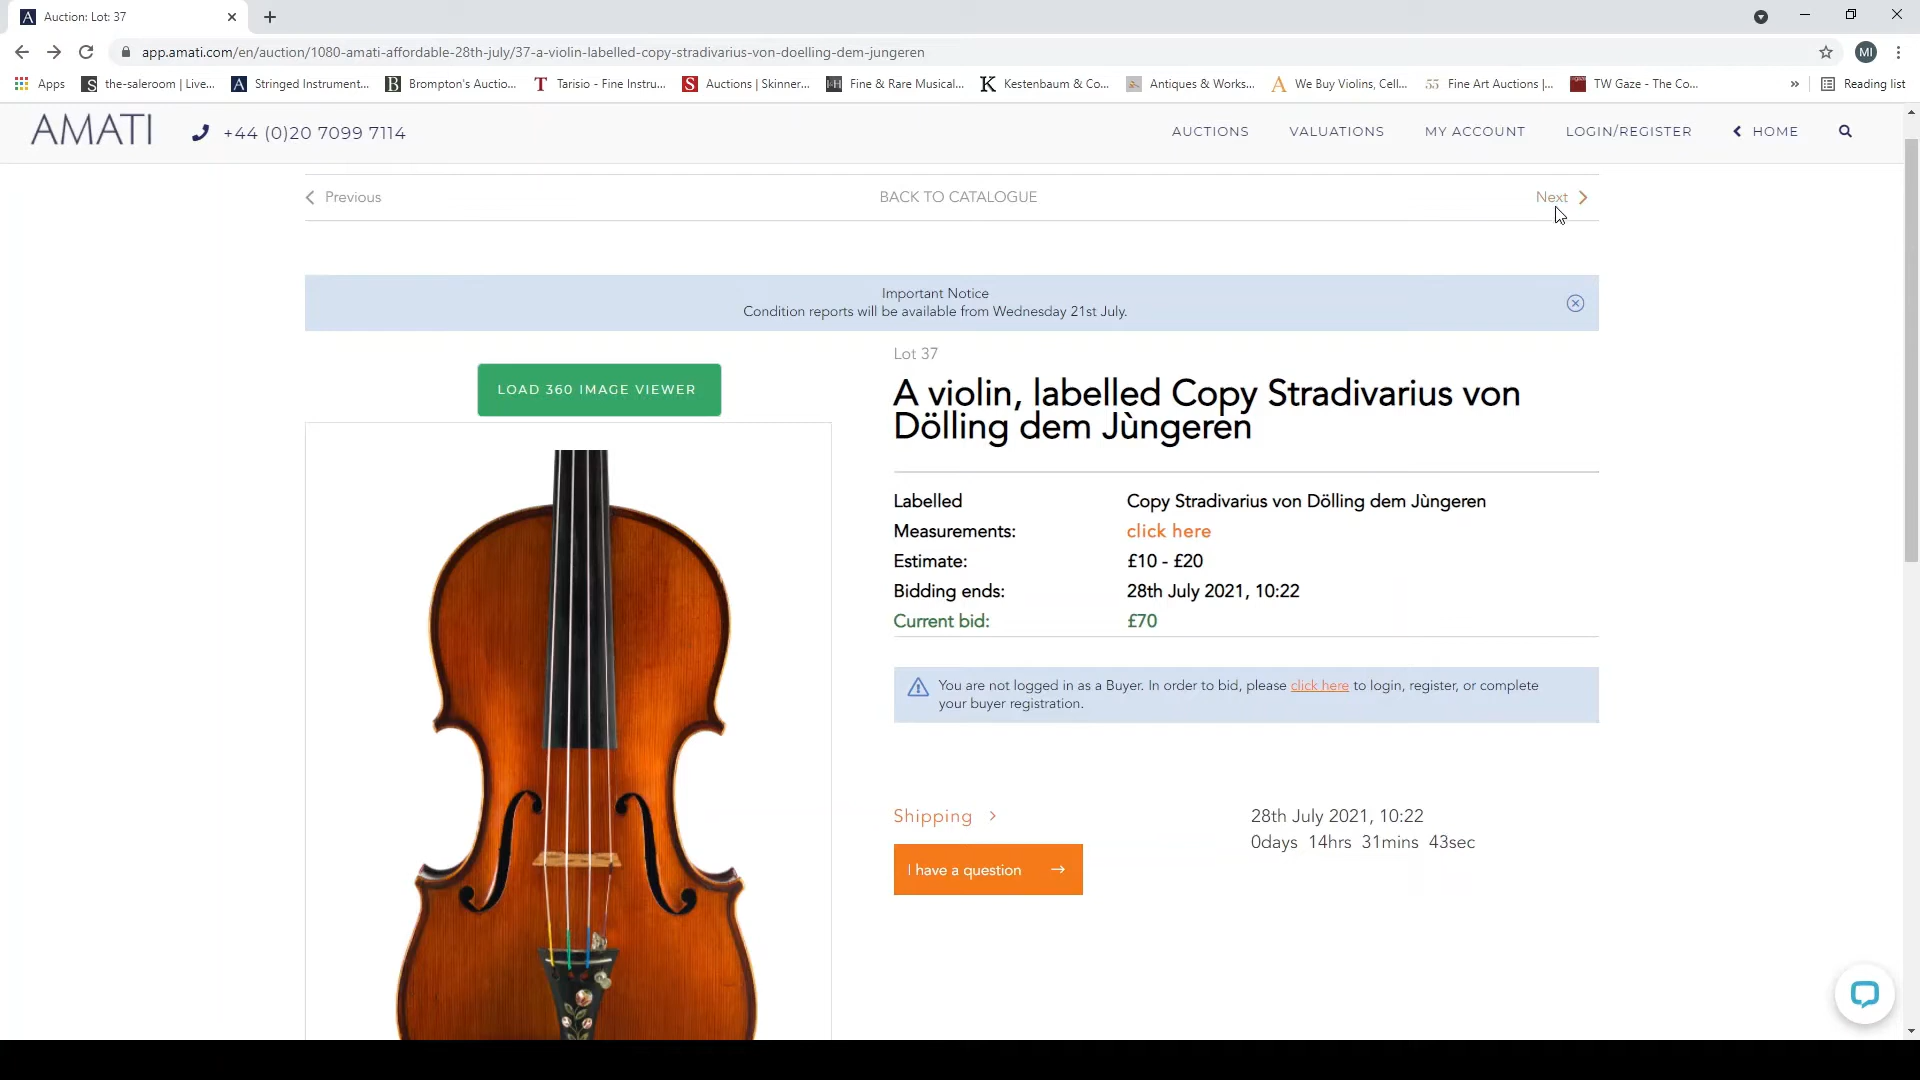 Auction: Lot: 37
app.amati.com/en/auction/1080-amati-affordable-28th-july/37-a-violin-labelled-copy-stradivarius-von-doelling-dem-jungeren
MI
Apps the-saleroom | Live... Stringed Instrument... Brompton's Auctio... Tarisio - Fine Instru... Auctions | Skinner... Fine & Rare Musical... Kestenbaum & Co... Antiques & Works... We Buy Violins, Cell... Fine Art Auctions |... TW Gaze - The Co... » Reading list
AMATI +44 (0)20 7099 7114 AUCTIONS VALUATIONS MY ACCOUNT LOGIN/REGISTER HOME
Previous BACK TO CATALOGUE Next
Important Notice
Condition reports will be available from Wednesday 21st July.
LOAD 360 IMAGE VIEWER
Lot 37
A violin, labelled Copy Stradivarius von
Dölling dem Jùngeren
Labelled Copy Stradivarius von Dölling dem Jùngeren
Measurements: click here
Estimate: £10 - £20
Bidding ends: 28th July 2021, 10:22
Current bid: £70
You are not logged in as a Buyer. In order to bid, please click here to login, register, or complete
your buyer registration.
Shipping 28th July 2021, 10:22
0days 14hrs 31mins 43sec
I have a question